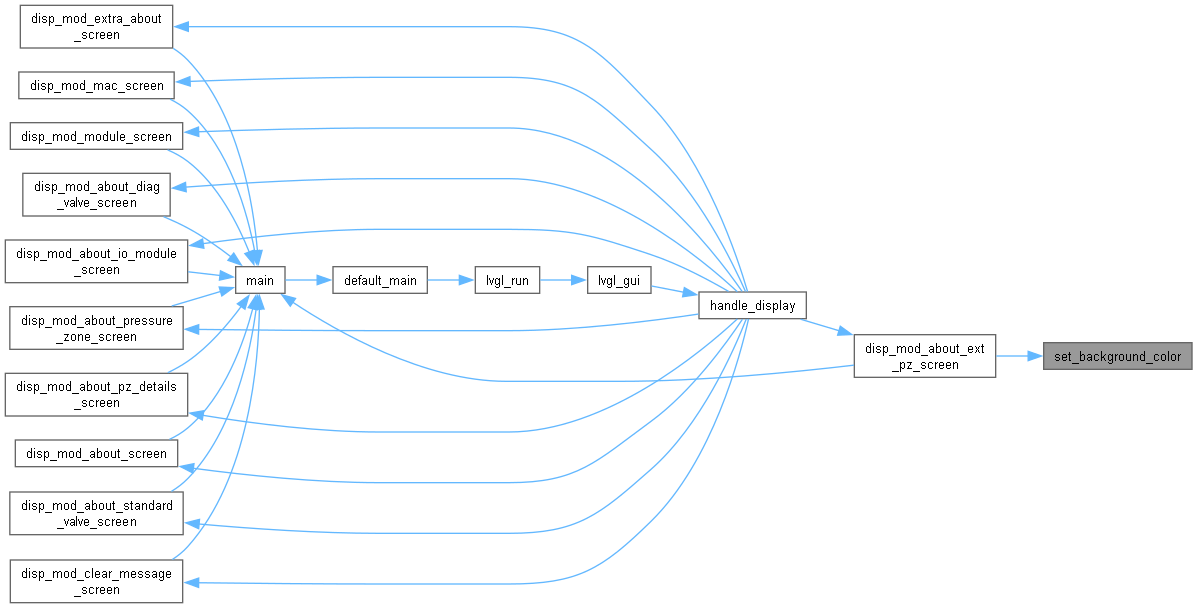 disp_mod_extra_about
_screen
disp_mod_mac_screen
disp_mod_module_screen
disp_mod_about_diag
_valve_screen
disp_mod_about_io_module
_screen
disp_mod_about_pressure
_zone_screen
disp_mod_about_pz_details
_screen
disp_mod_about_screen
disp_mod_about_standard
_valve_screen
disp_mod_clear_message
_screen
main
default_main
lvgl_run
lvgl_gui
handle_display
disp_mod_about_ext
_pz_screen
set_background_color